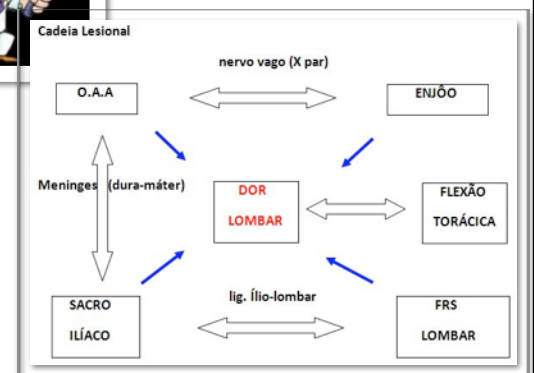 Cadeia Lesional
nervo vago (X par)
O.A.A
ENJÔO
Meninges (dura-máter)
DOR
LOMBAR
FLEXÃO
TORÁCICA
SACRO
ILÍACO
lig. Ílio-lombar
FRS
LOMBAR